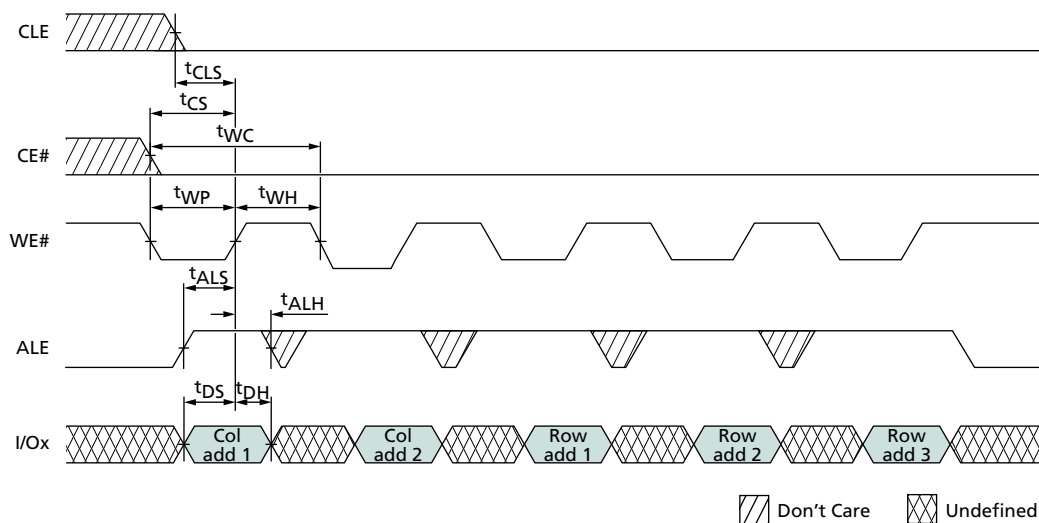 CLE
tCLS
tCS
tWC
CE#
tWP
tWH
WE#
tALS
tALH
ALE
tDS
tDH
I/Ox
Col add 1
Col add 2
Row add 1
Row add 2
Row add 3
Don't Care
Undefined